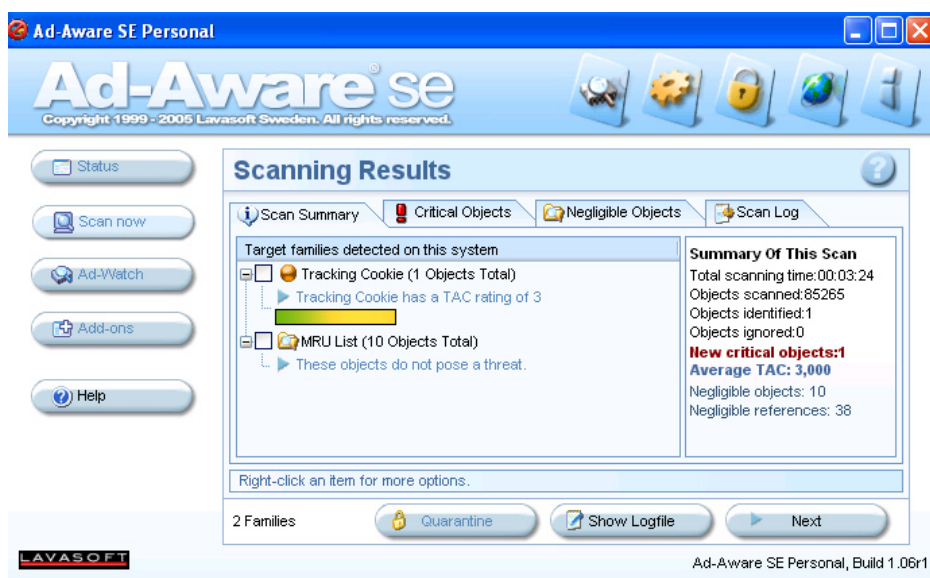 Ad-Aware SE Personal
Ad-Aware® se
Copyright 1999 - 2005 Lavasoft Sweden. All rights reserved.
Status
Scan now
Ad-Watch
Add-ons
Help
Scanning Results
Scan Summary
Critical Objects
Negligible Objects
Scan Log
Target families detected on this system
Tracking Cookie (1 Objects Total)
Tracking Cookie has a TAC rating of 3
MRU List (10 Objects Total)
These objects do not pose a threat.
Summary Of This Scan
Total scanning time:00:03:24
Objects scanned:85265
Objects identified:1
Objects ignored:0
New critical objects:1
Average TAC: 3,000
Negligible objects: 10
Negligible references: 38
Right-click an item for more options.
2 Families
Quarantine
Show Logfile
Next
LAVASOFT
Ad-Aware SE Personal, Build 1.06r1